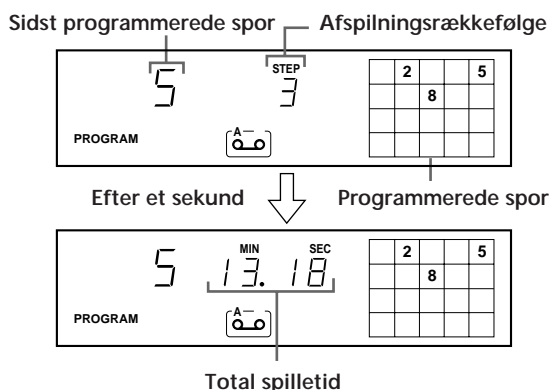 Sidst programmerede spor Afspilningsrækkefølge
STEP
5 3
2 5
8
PROGRAM
A
Efter et sekund Programmerede spor
MIN SEC
5 13. 18
2 5
8
PROGRAM
A
Total spilletid